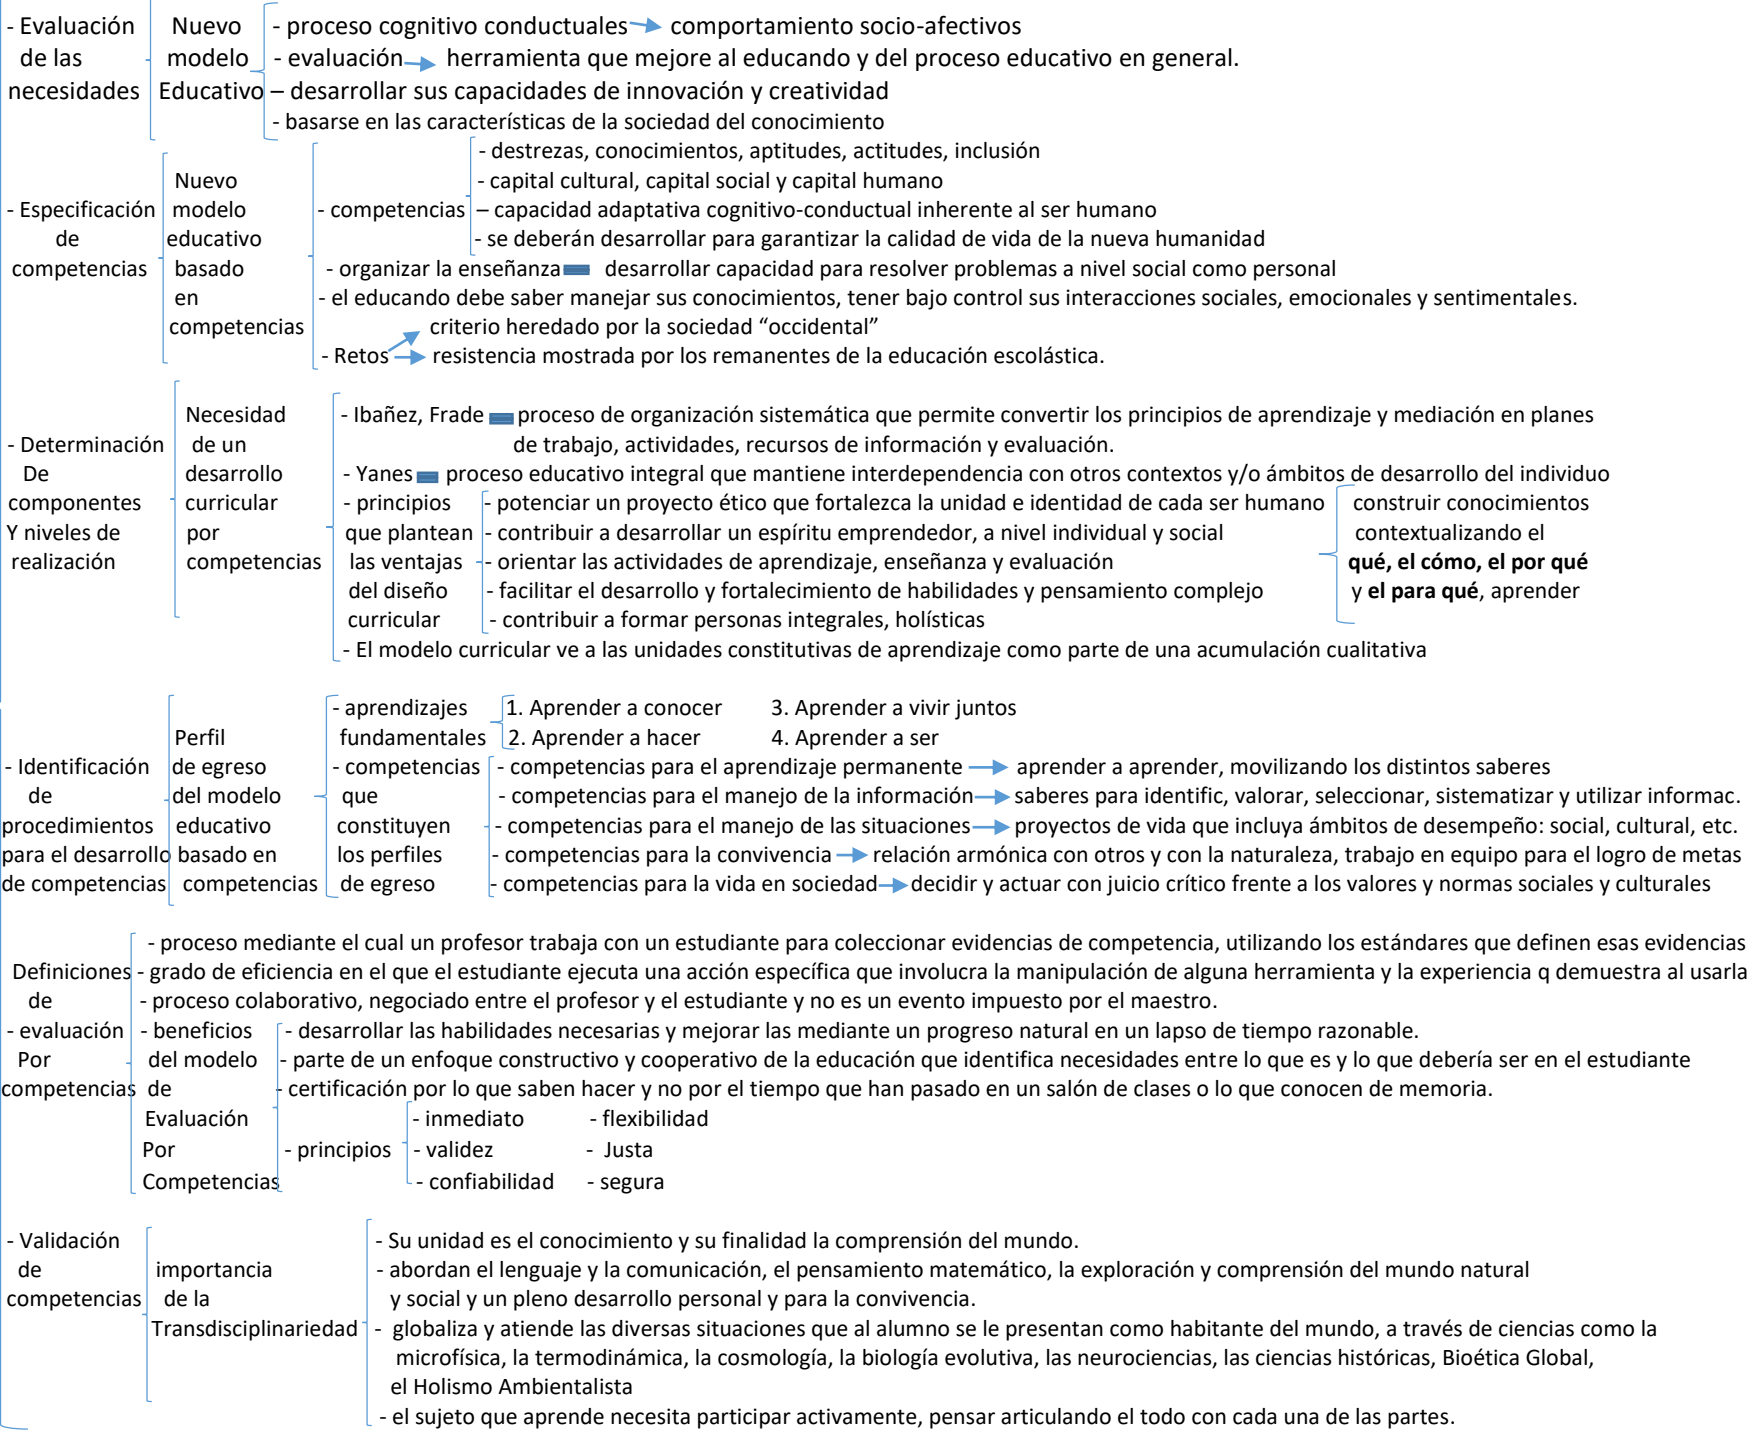 - Evaluación de las necesidades
Nuevo modelo Educativo
- proceso cognitivo conductuales comportamiento socio-afectivos
- evaluación herramienta que mejore al educando y del proceso educativo en general.
– desarrollar sus capacidades de innovación y creatividad
- basarse en las características de la sociedad del conocimiento
- Especificación de competencias
Nuevo modelo educativo basado en competencias
- competencias
- destrezas, conocimientos, aptitudes, actitudes, inclusión
- capital cultural, capital social y capital humano
– capacidad adaptativa cognitivo-conductual inherente al ser humano
- se deberán desarrollar para garantizar la calidad de vida de la nueva humanidad
- organizar la enseñanza desarrollar capacidad para resolver problemas a nivel social como personal
- el educando debe saber manejar sus conocimientos, tener bajo control sus interacciones sociales, emocionales y sentimentales.
- Retos
criterio heredado por la sociedad “occidental”
resistencia mostrada por los remanentes de la educación escolástica.
- Determinación De componentes Y niveles de realización
Necesidad de un desarrollo curricular por competencias
- Ibañez, Frade proceso de organización sistemática que permite convertir los principios de aprendizaje y mediación en planes
de trabajo, actividades, recursos de información y evaluación.
- Yanes proceso educativo integral que mantiene interdependencia con otros contextos y/o ámbitos de desarrollo del individuo
- principios que plantean las ventajas del diseño curricular
- potenciar un proyecto ético que fortalezca la unidad e identidad de cada ser humano
- contribuir a desarrollar un espíritu emprendedor, a nivel individual y social
- orientar las actividades de aprendizaje, enseñanza y evaluación
- facilitar el desarrollo y fortalecimiento de habilidades y pensamiento complejo
- contribuir a formar personas integrales, holísticas
construir conocimientos
contextualizando el
qué, el cómo, el por qué
y el para qué, aprender
- El modelo curricular ve a las unidades constitutivas de aprendizaje como parte de una acumulación cualitativa
- Identificación de procedimientos para el desarrollo de competencias
Perfil de egreso del modelo educativo basado en competencias
- aprendizajes fundamentales
1. Aprender a conocer 3. Aprender a vivir juntos
2. Aprender a hacer 4. Aprender a ser
- competencias que constituyen los perfiles de egreso
- competencias para el aprendizaje permanente aprender a aprender, movilizando los distintos saberes
- competencias para el manejo de la información saberes para identific, valorar, seleccionar, sistematizar y utilizar informac.
- competencias para el manejo de las situaciones proyectos de vida que incluya ámbitos de desempeño: social, cultural, etc.
- competencias para la convivencia relación armónica con otros y con la naturaleza, trabajo en equipo para el logro de metas
- competencias para la vida en sociedad decidir y actuar con juicio crítico frente a los valores y normas sociales y culturales
Definiciones de - evaluación Por competencias
- proceso mediante el cual un profesor trabaja con un estudiante para coleccionar evidencias de competencia, utilizando los estándares que definen esas evidencias
- grado de eficiencia en el que el estudiante ejecuta una acción específica que involucra la manipulación de alguna herramienta y la experiencia q demuestra al usarla
- proceso colaborativo, negociado entre el profesor y el estudiante y no es un evento impuesto por el maestro.
- beneficios del modelo de Evaluación Por Competencias
- desarrollar las habilidades necesarias y mejorar las mediante un progreso natural en un lapso de tiempo razonable.
- parte de un enfoque constructivo y cooperativo de la educación que identifica necesidades entre lo que es y lo que debería ser en el estudiante
- certificación por lo que saben hacer y no por el tiempo que han pasado en un salón de clases o lo que conocen de memoria.
- principios
- inmediato - flexibilidad
- validez - Justa
- confiabilidad - segura
- Validación de competencias
importancia de la Transdisciplinariedad
- Su unidad es el conocimiento y su finalidad la comprensión del mundo.
- abordan el lenguaje y la comunicación, el pensamiento matemático, la exploración y comprensión del mundo natural
y social y un pleno desarrollo personal y para la convivencia.
- globaliza y atiende las diversas situaciones que al alumno se le presentan como habitante del mundo, a través de ciencias como la
microfísica, la termodinámica, la cosmología, la biología evolutiva, las neurociencias, las ciencias históricas, Bioética Global,
el Holismo Ambientalista
- el sujeto que aprende necesita participar activamente, pensar articulando el todo con cada una de las partes.